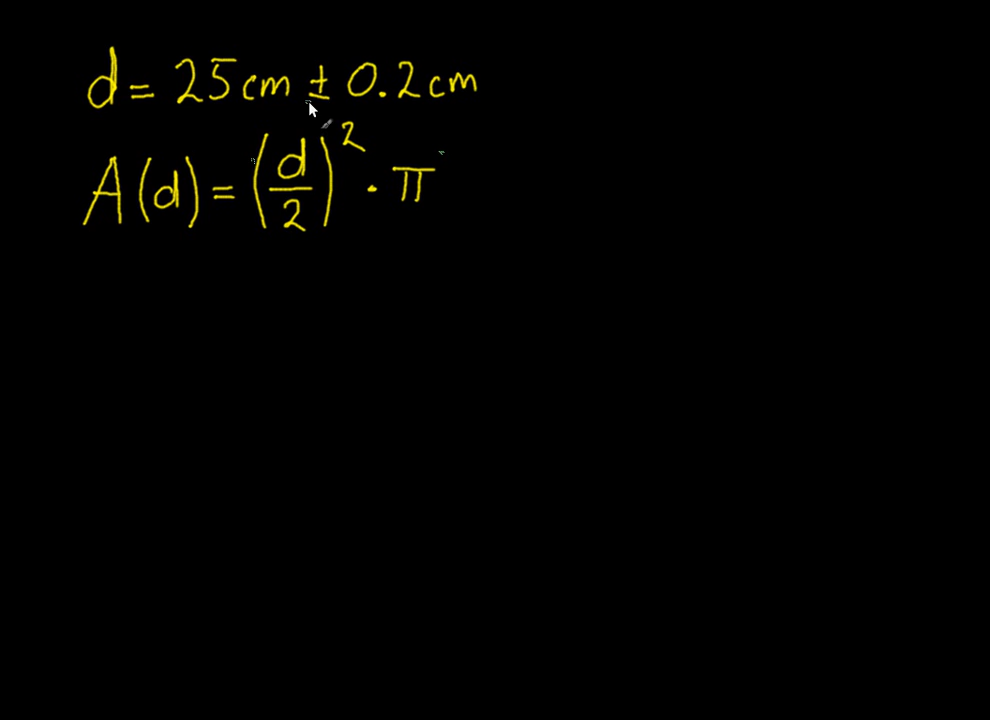 d = 25 cm ± 0.2 cm
A(d) = (d/2)² · π